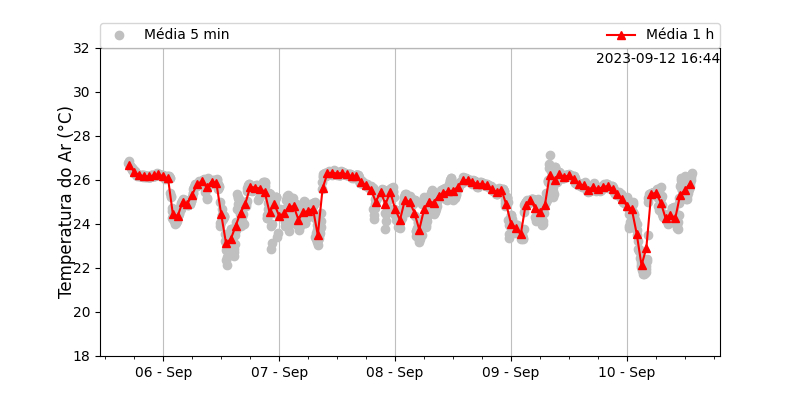 Média 5 min
Média 1 h
2023-09-12 16:44
Temperatura do Ar (°C)
32
30
28
26
24
22
20
18
06 - Sep
07 - Sep
08 - Sep
09 - Sep
10 - Sep